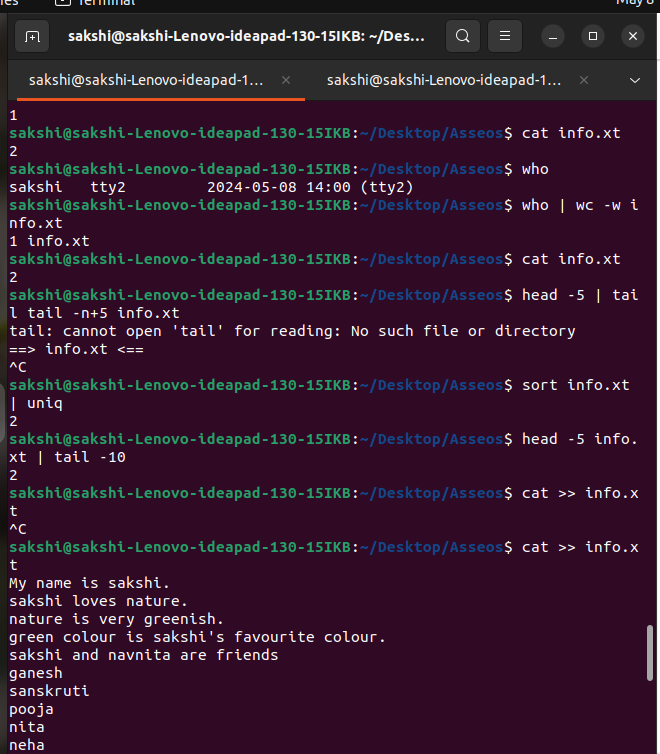 Terminal
May 8
sakshi@sakshi-Lenovo-ideapad-130-15IKB: ~/Des...
sakshi@sakshi-Lenovo-ideapad-1...
sakshi@sakshi-Lenovo-ideapad-1...
1
sakshi@sakshi-Lenovo-ideapad-130-15IKB:~/Desktop/Asseos$ cat info.xt
2
sakshi@sakshi-Lenovo-ideapad-130-15IKB:~/Desktop/Asseos$ who
sakshi   tty2         2024-05-08 14:00 (tty2)
sakshi@sakshi-Lenovo-ideapad-130-15IKB:~/Desktop/Asseos$ who | wc -w i
nfo.xt
1 info.xt
sakshi@sakshi-Lenovo-ideapad-130-15IKB:~/Desktop/Asseos$ cat info.xt
2
sakshi@sakshi-Lenovo-ideapad-130-15IKB:~/Desktop/Asseos$ head -5 | tai
l tail -n+5 info.xt
tail: cannot open 'tail' for reading: No such file or directory
==> info.xt <==
^C
sakshi@sakshi-Lenovo-ideapad-130-15IKB:~/Desktop/Asseos$ sort info.xt
| uniq
2
sakshi@sakshi-Lenovo-ideapad-130-15IKB:~/Desktop/Asseos$ head -5 info.
xt | tail -10
2
sakshi@sakshi-Lenovo-ideapad-130-15IKB:~/Desktop/Asseos$ cat >> info.x
t
^C
sakshi@sakshi-Lenovo-ideapad-130-15IKB:~/Desktop/Asseos$ cat >> info.x
t
My name is sakshi.
sakshi loves nature.
nature is very greenish.
green colour is sakshi's favourite colour.
sakshi and navnita are friends
ganesh
sanskruti
pooja
nita
neha